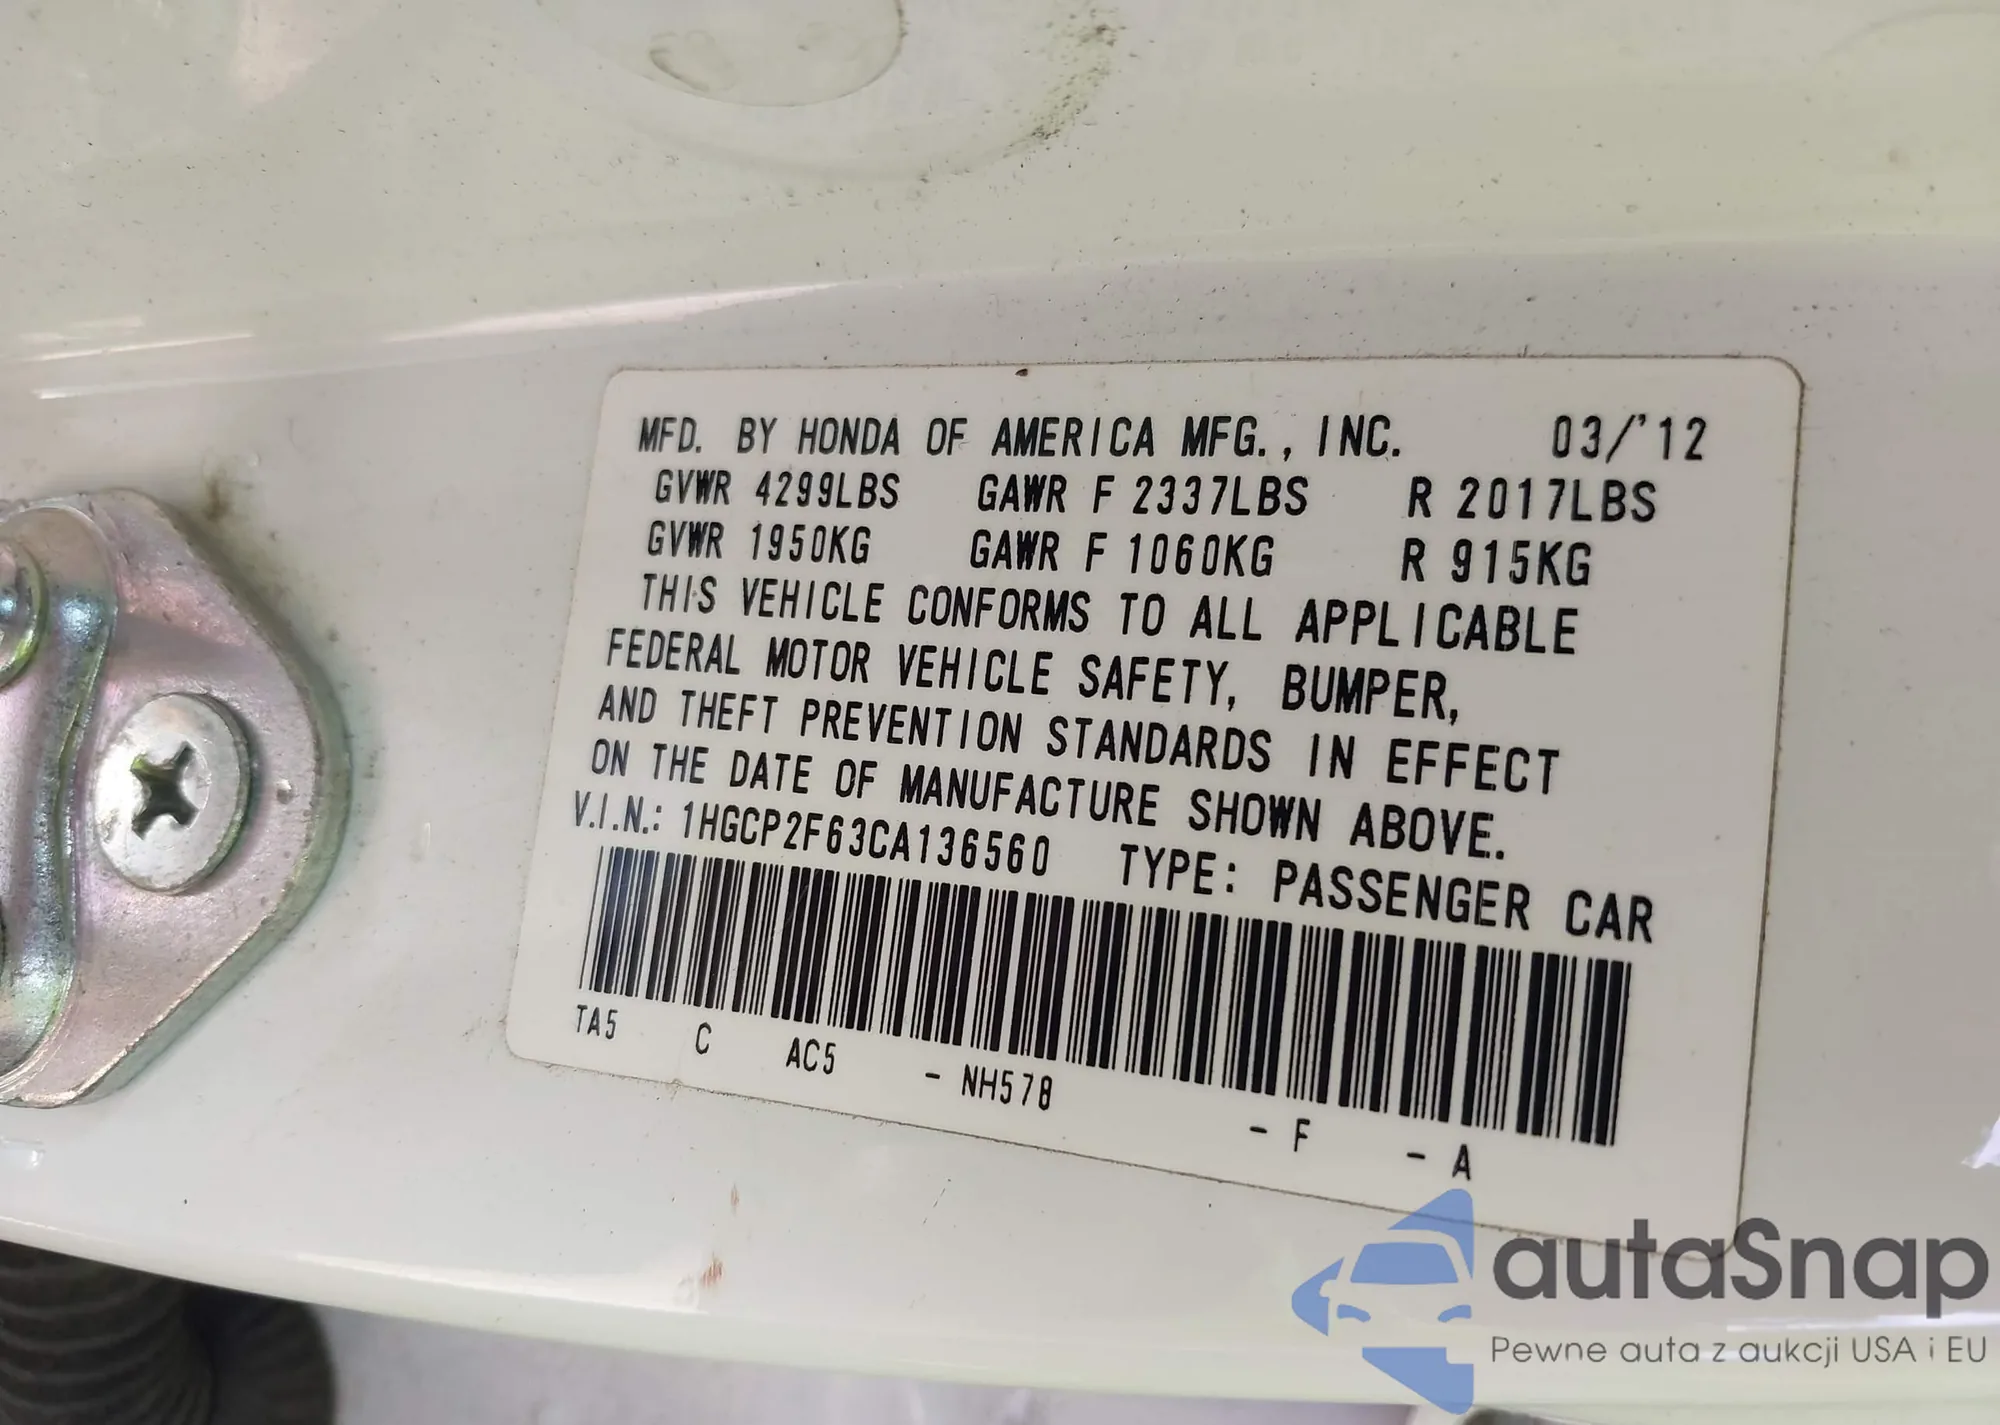 MFD. BY HONDA OF AMERICA MFG., INC. 03/'12
GVWR 4299LBS GAWR F 2337LBS R 2017LBS
GVWR 1950KG GAWR F 1060KG R 915KG
THIS VEHICLE CONFORMS TO ALL APPLICABLE
FEDERAL MOTOR VEHICLE SAFETY, BUMPER,
AND THEFT PREVENTION STANDARDS IN EFFECT
ON THE DATE OF MANUFACTURE SHOWN ABOVE.
V.I.N.: 1HGCP2F63CA136560 TYPE: PASSENGER CAR
TA5 C AC5 - NH578 - F - A
autaSnap
Pewne auta z aukcji USA i EU